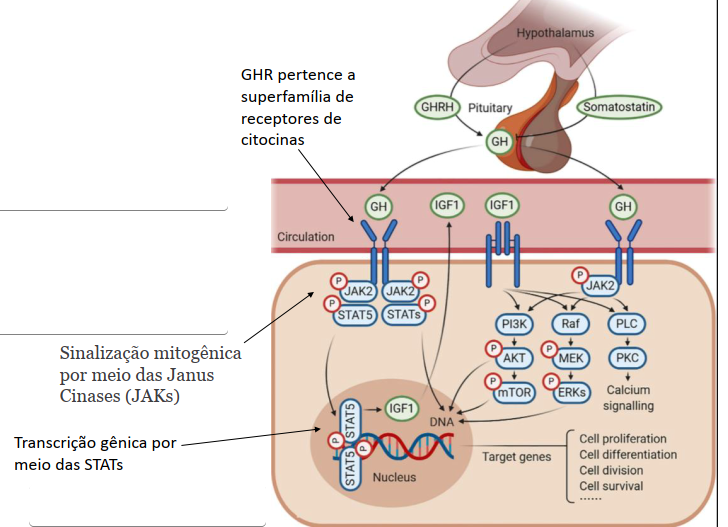 Hypothalamus
GHR pertence a
superfamília de
receptores de
citocinas
GHRH
Pituitary
Somatostatin
GH
GH
IGF1
IGF1
GH
Circulation
P
JAK2
JAK2
P
P
STAT5
STATs
P
P
JAK2
PI3K
Raf
PLC
P
AKT
P
MEK
PKC
P
mTOR
P
ERKs
Calcium
signalling
Sinalização mitogênica
por meio das Janus
Cinases (JAKs)
Transcrição gênica por
meio das STATs
STAT5
IGF1
DNA
P
P
STAT5
Nucleus
Target genes
Cell proliferation
Cell differentiation
Cell division
Cell survival
......